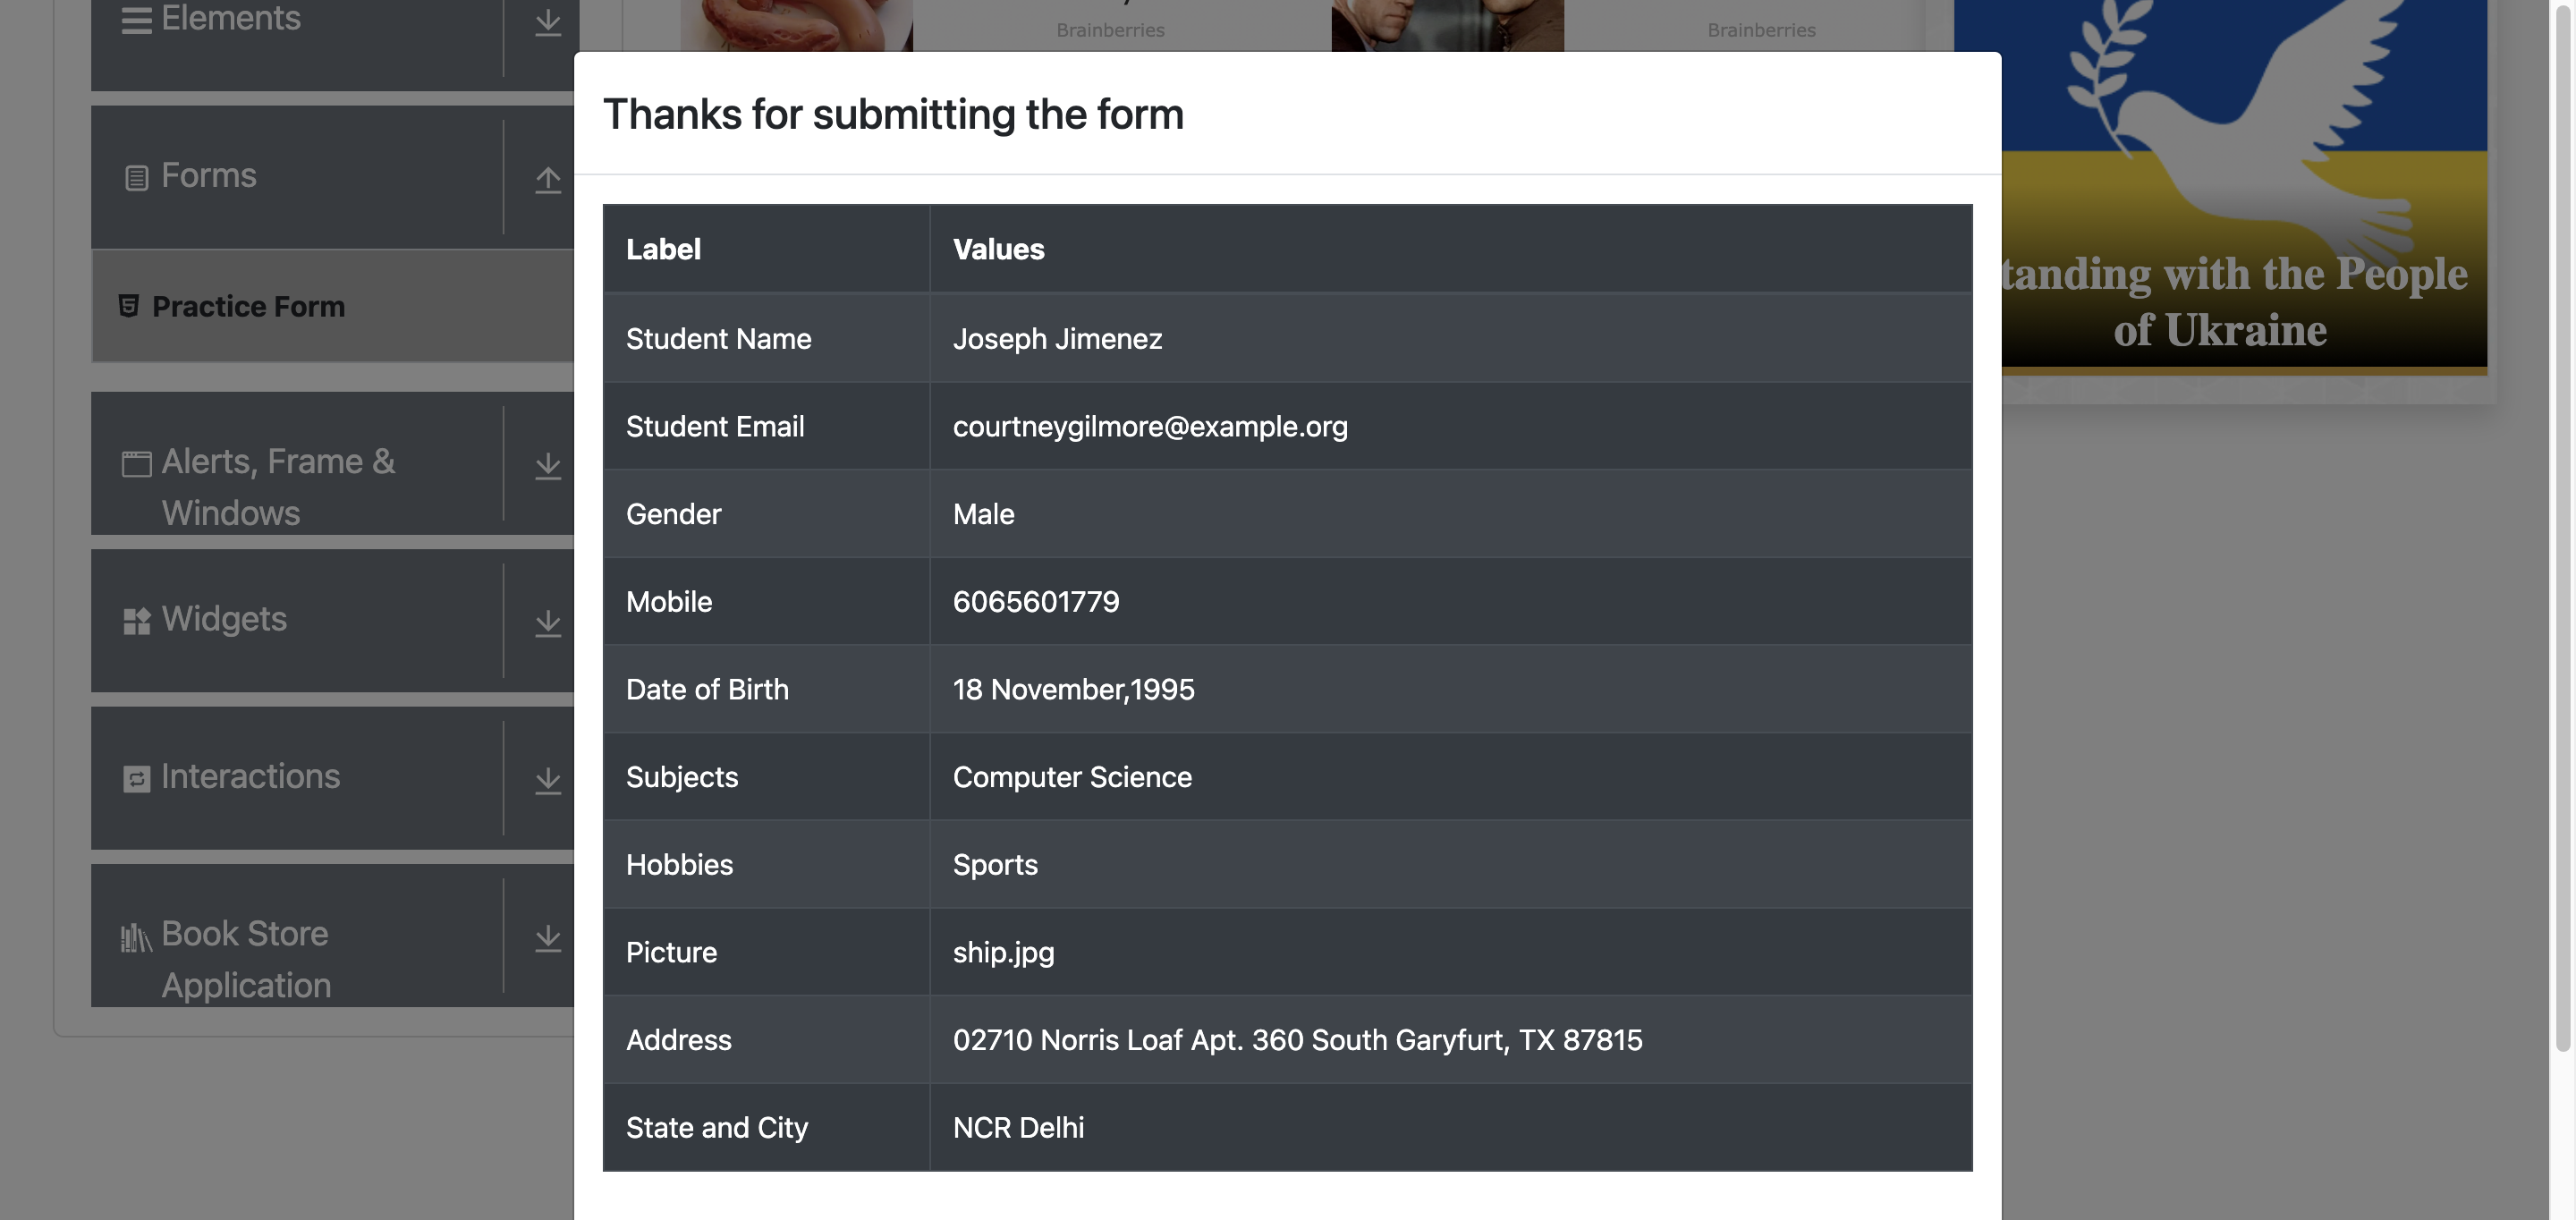 Elements
Forms
Practice Form
Alerts, Frame &
Windows
Widgets
Interactions
Book Store
Application
Brainberries
Brainberries
Thanks for submitting the form
Label Values
Student Name Joseph Jimenez
Student Email courtneygilmore@example.org
Gender Male
Mobile 6065601779
Date of Birth 18 November,1995
Subjects Computer Science
Hobbies Sports
Picture ship.jpg
Address 02710 Norris Loaf Apt. 360 South Garyfurt, TX 87815
State and City NCR Delhi
tanding with the People
of Ukraine